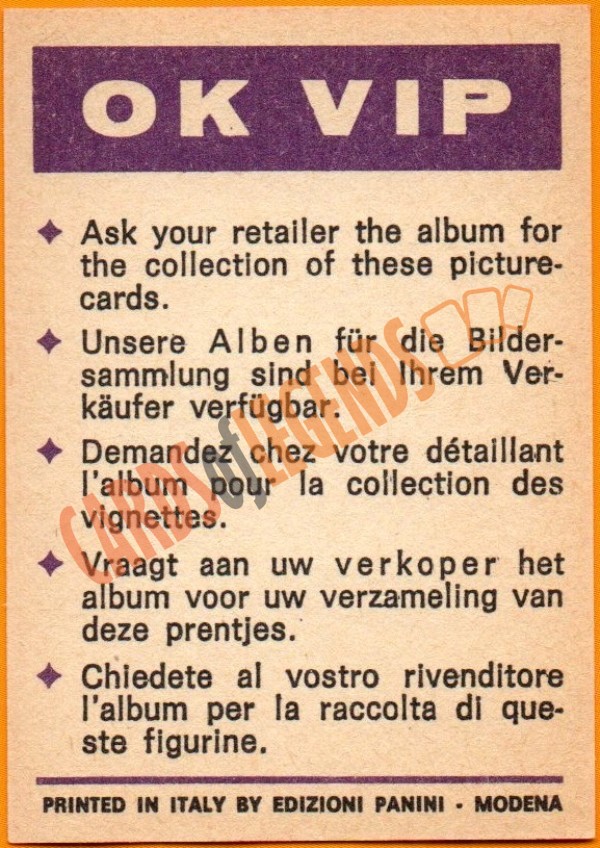 OK VIP
✦ Ask your retailer the album for
the collection of these picture-
cards.
✦ Unsere Alben für die Bilder-
sammlung sind bei Ihrem Ver-
käufer verfügbar.
✦ Demandez chez votre détaillant
l'album pour la collection des
vignettes.
✦ Vraagt aan uw verkoper het
album voor uw verzameling van
deze prentjes.
✦ Chiedete al vostro rivenditore
l'album per la raccolta di que-
ste figurine.
PRINTED IN ITALY BY EDIZIONI PANINI - MODENA
CARDS of LEGENDS